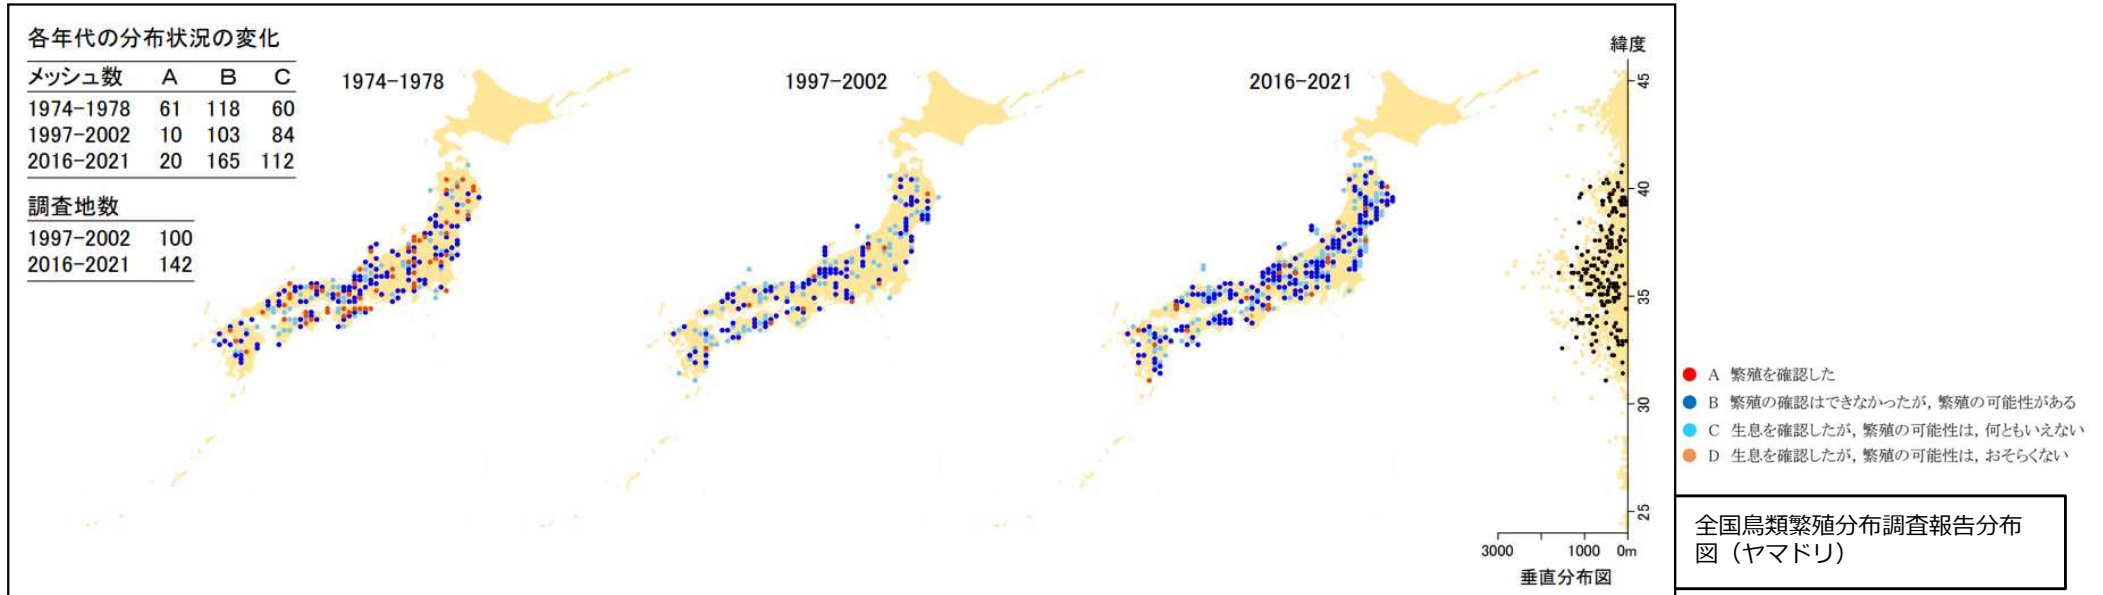 各年代の分布状況の変化
メッシュ数 A B C
1974-1978 61 118 60
1997-2002 10 103 84
2016-2021 20 165 112
調査地数
1997-2002 100
2016-2021 142
1974-1978
1997-2002
2016-2021
緯度
45
40
35
30
25
3000 1000 0m
垂直分布図
A 繁殖を確認した
B 繁殖の確認はできなかったが, 繁殖の可能性がある
C 生息を確認したが, 繁殖の可能性は, 何ともいえない
D 生息を確認したが, 繁殖の可能性は, おそらくない
全国鳥類繁殖分布調査報告分布
図（ヤマドリ）